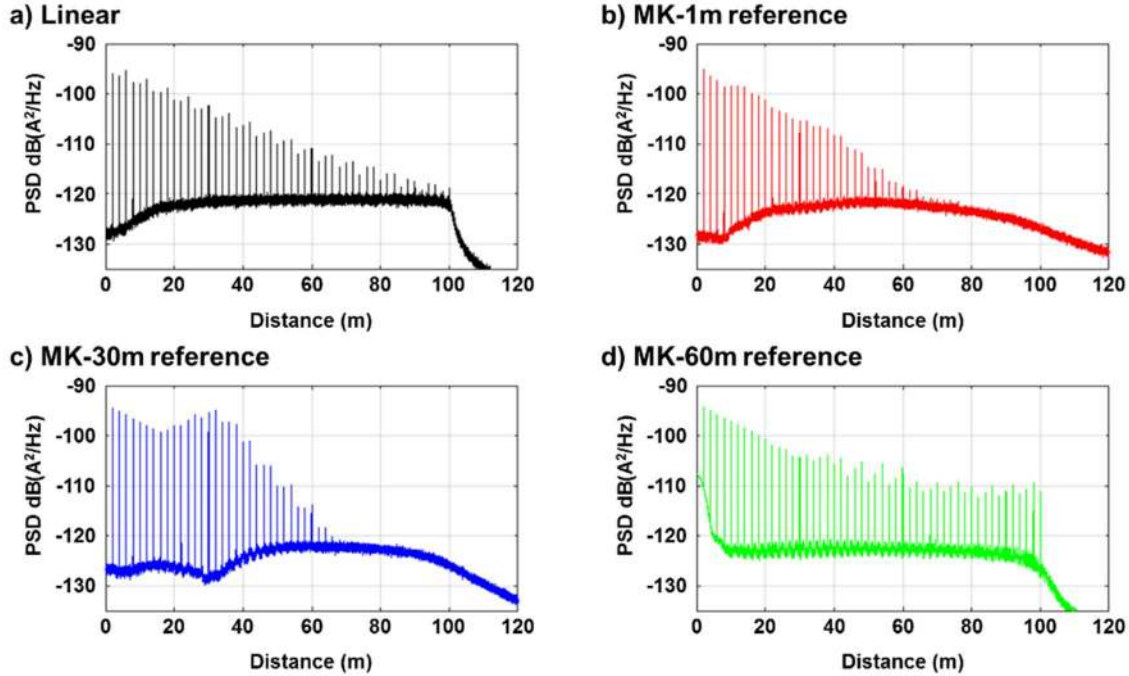 a) Linear
PSD dB(A²/Hz)
-90
-100
-110
-120
-130
0 20 40 60 80 100 120
Distance (m)
b) MK-1m reference
PSD dB(A²/Hz)
-90
-100
-110
-120
-130
0 20 40 60 80 100 120
Distance (m)
c) MK-30m reference
PSD dB(A²/Hz)
-90
-100
-110
-120
-130
0 20 40 60 80 100 120
Distance (m)
d) MK-60m reference
PSD dB(A²/Hz)
-90
-100
-110
-120
-130
0 20 40 60 80 100 120
Distance (m)